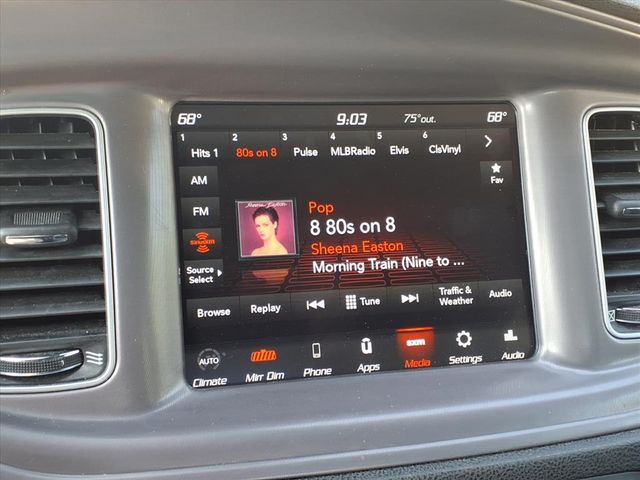 68° 9:03 75°out. 68°
1 2 3 4 5 6
Hits 1 80s on 8 Pulse MLBRadio Elvis ClsVinyl
AM
Fav
FM
Sheena Easton
Pop
8 80s on 8
siriusxm
Sheena Easton
Morning Train (Nine to ...
Source
Select
Browse Replay Tune Traffic &
Weather Audio
AUTO
sxm
Climate Mirr Dim Phone Apps Media Settings Audio